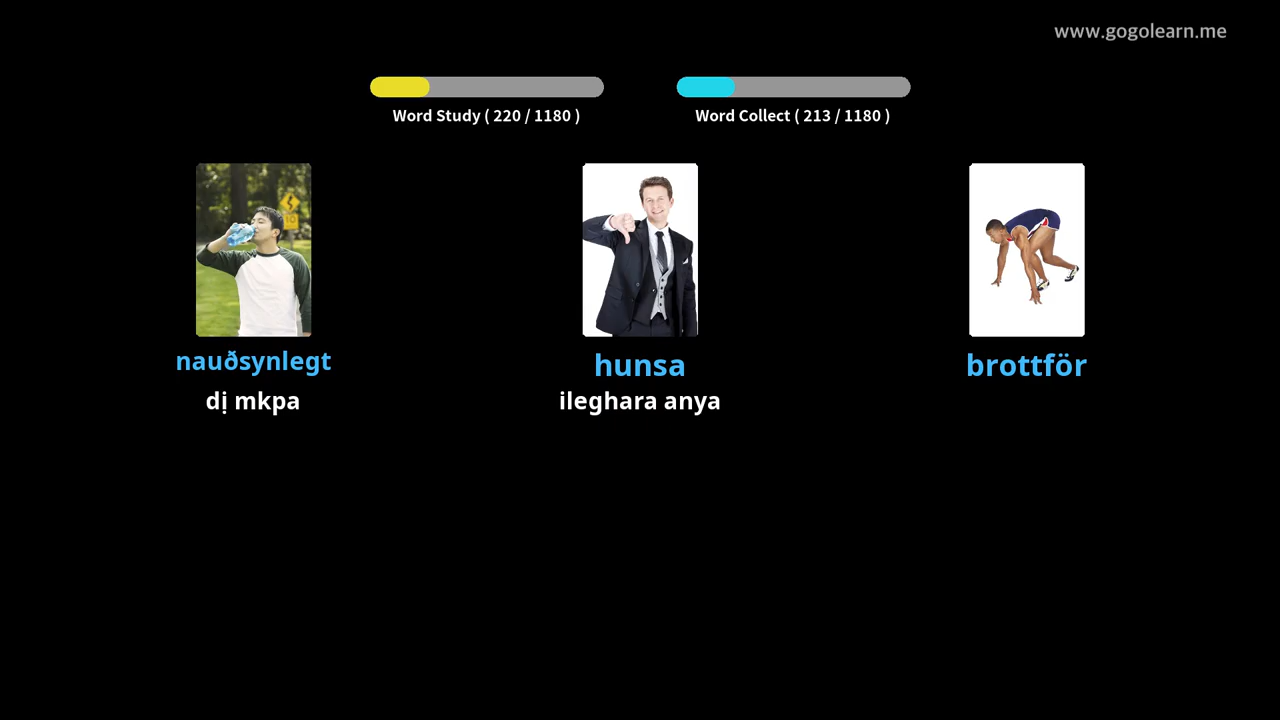 www.gogolearn.me
Word Study ( 220 / 1180 )
Word Collect ( 213 / 1180 )
nauðsynlegt
dị mkpa
hunsa
ileghara anya
brottför